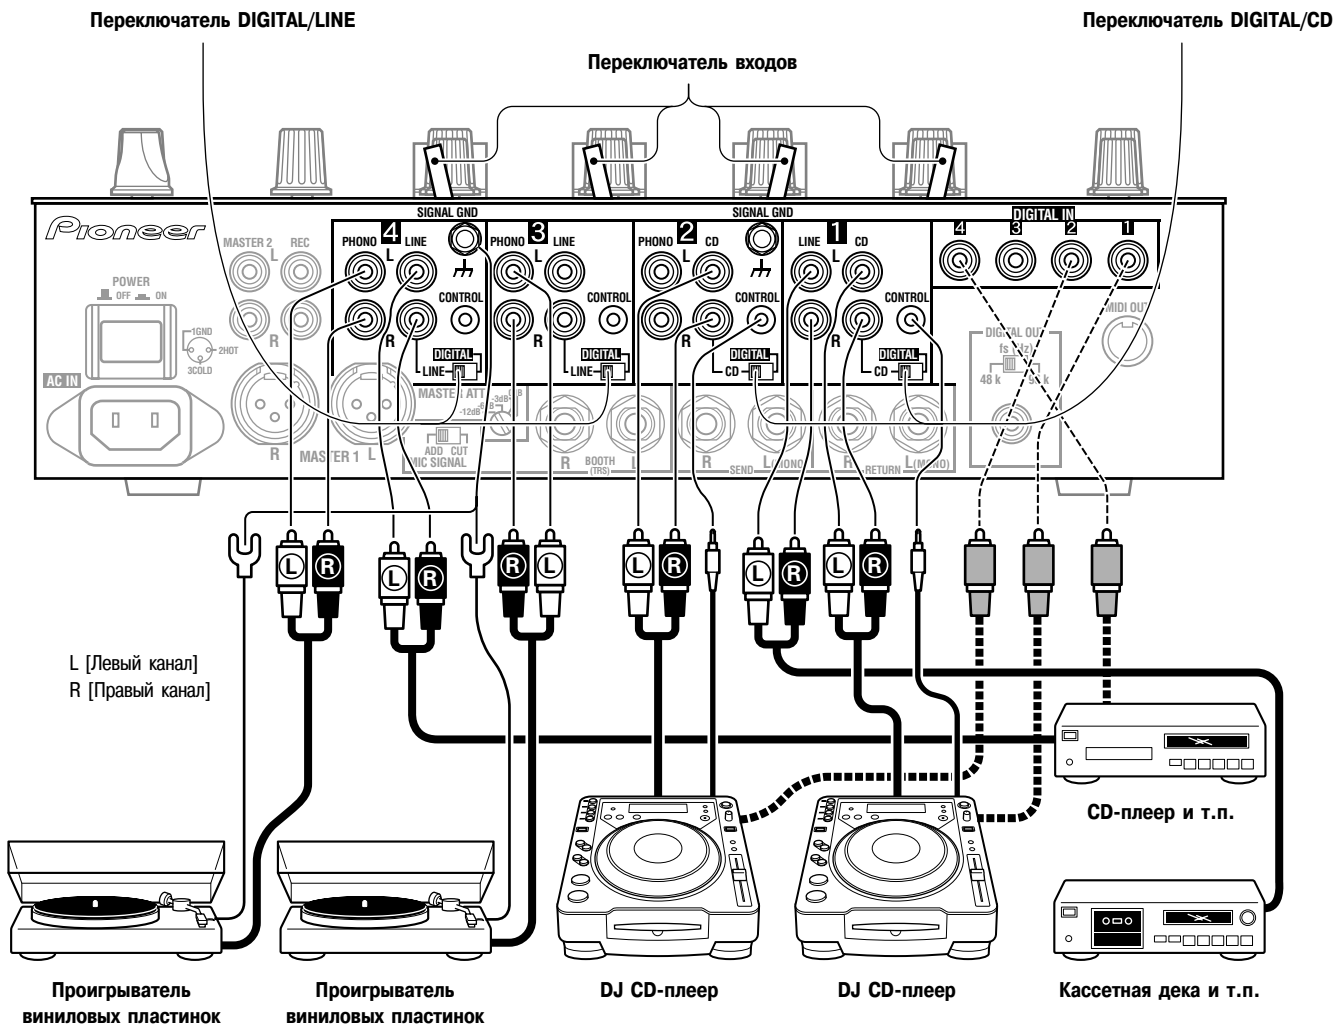 Переключатель DIGITAL/LINE
Переключатель DIGITAL/CD
Переключатель входов
Pioneer
SIGNAL GND
SIGNAL GND
DIGITAL IN
MASTER 2
REC
L
R
PHONO 4 LINE
L
R
CONTROL
DIGITAL
LINE
PHONO 3 LINE
L
R
CONTROL
DIGITAL
LINE
PHONO 2 CD
L
R
CONTROL
DIGITAL
CD
LINE 1 CD
L
R
CONTROL
DIGITAL
CD
4
3
2
1
POWER
OFF
ON
1GND
2HOT
3COLD
AC IN
MIDI OUT
DIGITAL OUT
fs (Hz)
48 k
96 k
MASTER ATT
-12dB
-6dB
-3dB
ADD CUT
MIC SIGNAL
R MASTER 1 L
R BOOTH L
(TRS)
R SEND L(MONO)
R RETURN L(MONO)
L
R
L
R
R
L
L
R
L
R
L
R
L [Левый канал]
R [Правый канал]
CD-плеер и т.п.
Проигрыватель
виниловых пластинок
Проигрыватель
виниловых пластинок
DJ CD-плеер
DJ CD-плеер
Кассетная дека и т.п.